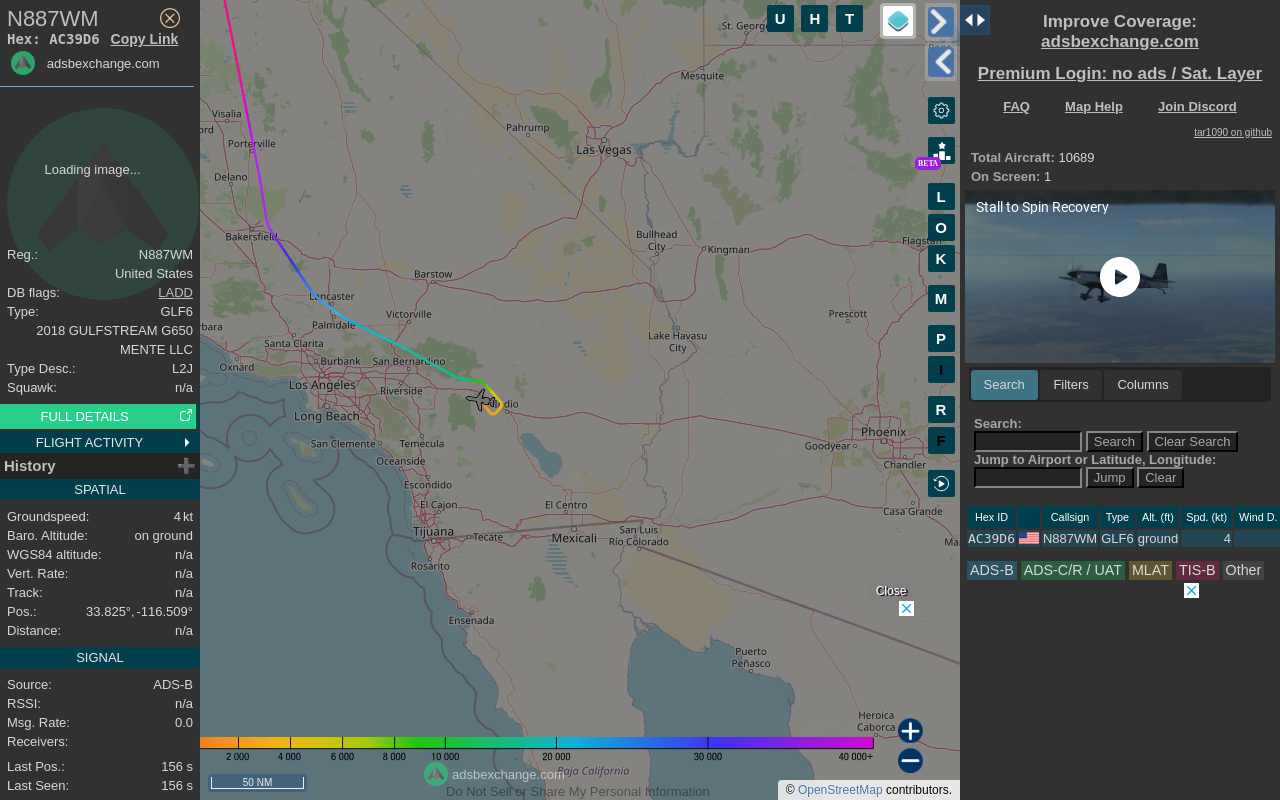 N887WM
Hex: AC39D6 Copy Link
adsbexchange.com
Loading image...
Reg.: N887WM
United States
DB flags: LADD
Type: GLF6
2018 GULFSTREAM G650
MENTE LLC
Type Desc.: L2J
Squawk: n/a
FULL DETAILS
FLIGHT ACTIVITY
History
SPATIAL
Groundspeed: 4 kt
Baro. Altitude: on ground
WGS84 altitude: n/a
Vert. Rate: n/a
Track: n/a
Pos.: 33.825°, -116.509°
Distance: n/a
SIGNAL
Source: ADS-B
RSSI: n/a
Msg. Rate: 0.0
Receivers:
Last Pos.: 156 s
Last Seen: 156 s
St. George
Mesquite
Visalia
Porterville
Pahrump
Las Vegas
Delano
Bakersfield
Bullhead
City
Kingman
Flagstaff
Barstow
Lancaster
Palmdale
Victorville
Prescott
Lake Havasu
City
Santa Clarita
Oxnard
Burbank
San Bernardino
Los Angeles
Riverside
Long Beach
San Clemente
Temecula
Oceanside
Escondido
El Cajon
El Centro
Tijuana
Tecate
Mexicali
San Luis
Río Colorado
Rosarito
Ensenada
Phoenix
Goodyear
Chandler
Casa Grande
Puerto
Peñasco
Heroica
Caborca
Baja California
U H T
BETA
L
O
K
M
P
I
R
F
Close
2 000 4 000 6 000 8 000 10 000 20 000 30 000 40 000+
50 NM
adsbexchange.com
Do Not Sell or Share My Personal Information
© OpenStreetMap contributors.
Improve Coverage:
adsbexchange.com
Premium Login: no ads / Sat. Layer
FAQ Map Help Join Discord
tar1090 on github
Total Aircraft: 10689
On Screen: 1
Stall to Spin Recovery
Search Filters Columns
Search:
Search Clear Search
Jump to Airport or Latitude, Longitude:
Jump Clear
Hex ID Callsign Type Alt. (ft) Spd. (kt) Wind D.
AC39D6 N887WM GLF6 ground 4
ADS-B ADS-C/R / UAT MLAT TIS-B Other